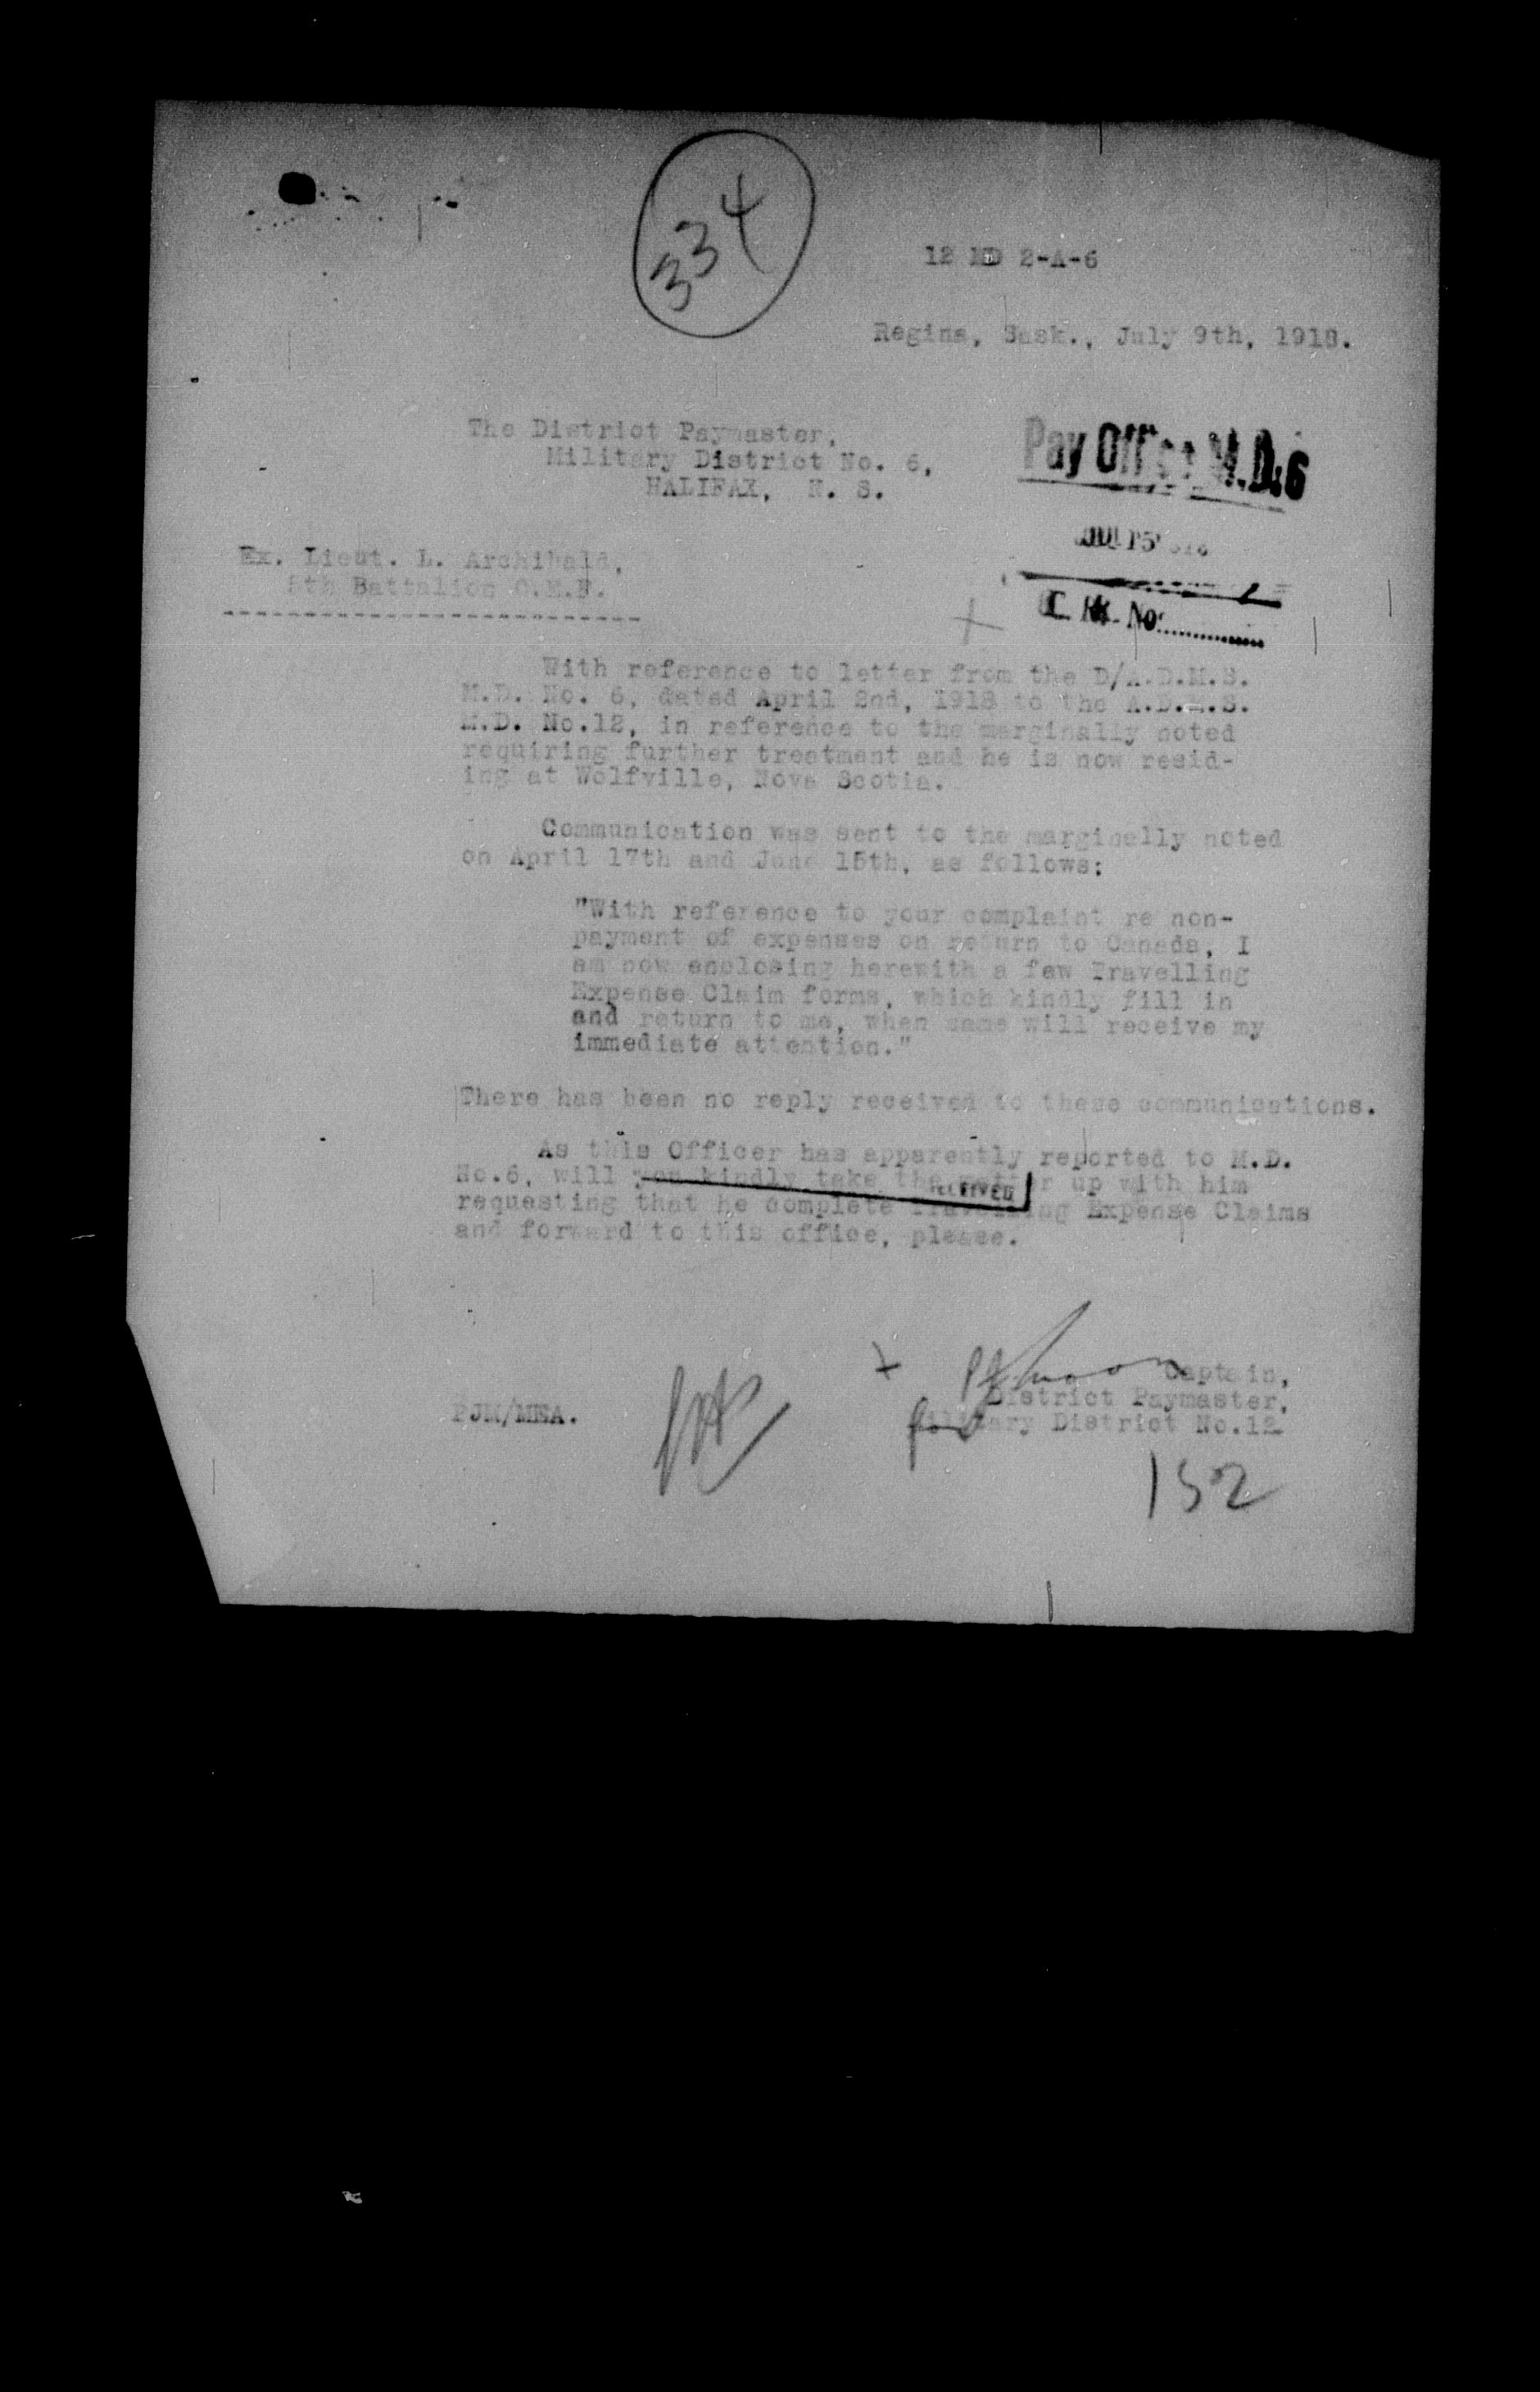 334
12 MD 2-A-6
Regina, Sask., July 9th, 1918.
The District Paymaster,
Military District No. 6,
HALIFAX, N. S.
Pay Office M.D.6
JUL 15
C. R. No.
Ex. Lieut. L. Archibald,
5th Battalion C.E.F.
With reference to letter from the D/A.D.M.S.
M.D. No. 6, dated April 2nd, 1918 to the A.D.M.S.
M.D. No.12, in reference to the marginally noted
requiring further treatment and he is now resid-
ing at Wolfville, Nova Scotia.
Communication was sent to the marginally noted
on April 17th and June 15th, as follows:
"With reference to your complaint re non-
payment of expenses on return to Canada, I
am now enclosing herewith a few Travelling
Expense Claim forms, which kindly fill in
and return to me, when same will receive my
immediate attention."
There has been no reply received to these communications.
As this Officer has apparently reported to M.D.
No.6, will you kindly take the matter up with him
RECEIVED
requesting that he complete Travelling Expense Claims
and forward to this office, please.
Captain,
District Paymaster,
for Military District No.12
PJM/MEA.
152